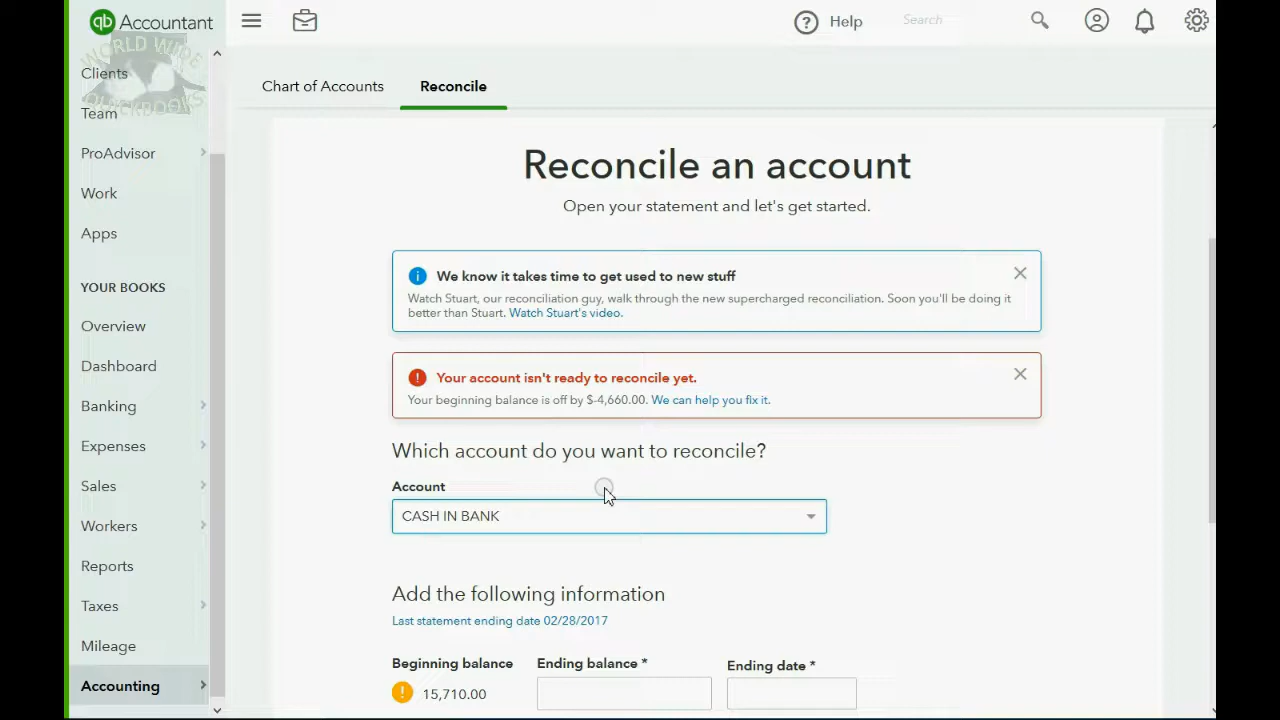 qb Accountant
Help
Search
WORLD WIDE
QUICKBOOKS
Clients
Team
ProAdvisor
Work
Apps
YOUR BOOKS
Overview
Dashboard
Banking
Expenses
Sales
Workers
Reports
Taxes
Mileage
Accounting
Chart of Accounts
Reconcile
Reconcile an account
Open your statement and let's get started.
We know it takes time to get used to new stuff
Watch Stuart, our reconciliation guy, walk through the new supercharged reconciliation. Soon you'll be doing it
better than Stuart. Watch Stuart's video.
Your account isn't ready to reconcile yet.
Your beginning balance is off by $-4,660.00. We can help you fix it.
Which account do you want to reconcile?
Account
CASH IN BANK
Add the following information
Last statement ending date 02/28/2017
Beginning balance
Ending balance *
Ending date *
15,710.00